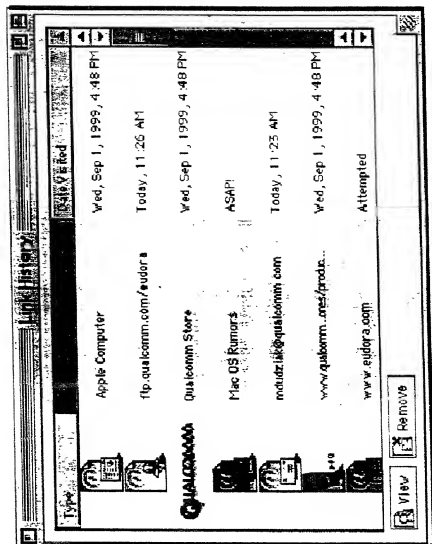 Link History
Type Date Visited
Apple Computer Wed, Sep 1, 1999, 4:48 PM
ftp.qualcomm.com/eudora Today, 11:26 AM
QUALCOMM Qualcomm Store Wed, Sep 1, 1999, 4:48 PM
Mac OS Rumors ASAP!
mdudziak@qualcomm.com Today, 11:23 AM
www.qualcomm...ones/produc... Wed, Sep 1, 1999, 4:48 PM
www.eudora.com Attempted
View Remove